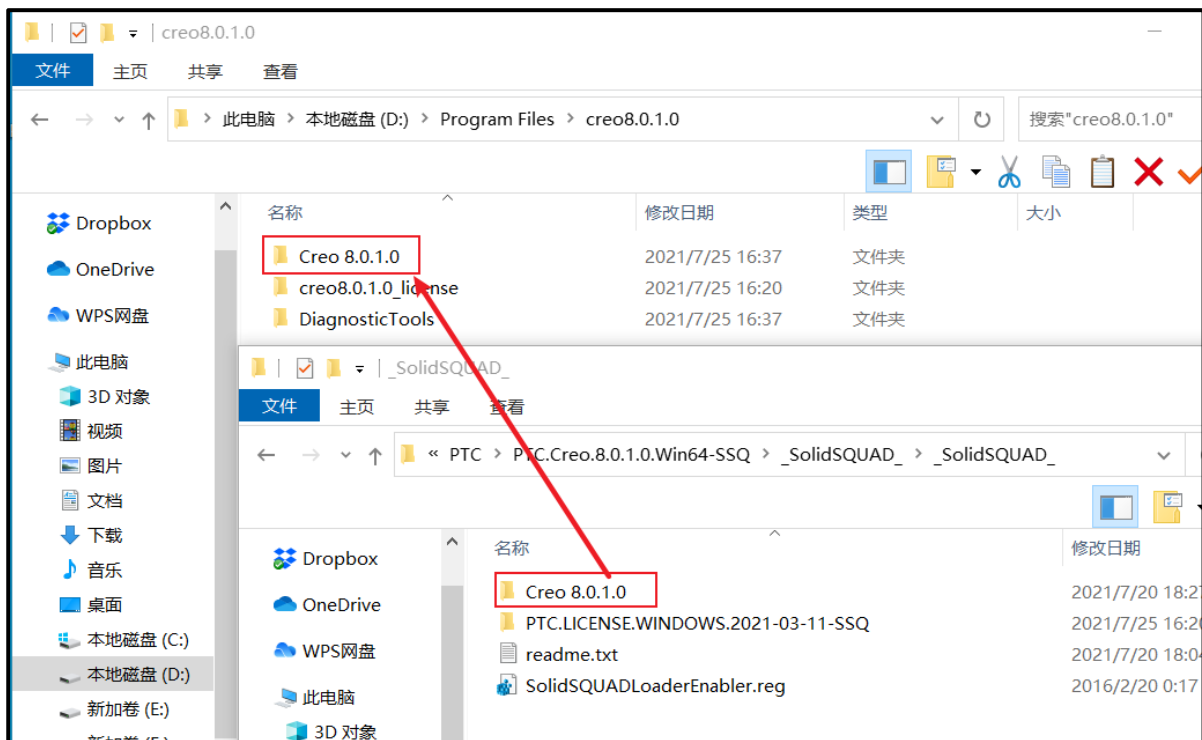 creo8.0.1.0
文件 主页 共享 查看
此电脑 > 本地磁盘 (D:) > Program Files > creo8.0.1.0 搜索"creo8.0.1.0"
名称 修改日期 类型 大小
Dropbox
OneDrive
WPS网盘
此电脑
3D 对象
视频
图片
文档
下载
音乐
桌面
本地磁盘 (C:)
本地磁盘 (D:)
新加卷 (E:)
Creo 8.0.1.0 2021/7/25 16:37 文件夹
creo8.0.1.0_license 2021/7/25 16:20 文件夹
DiagnosticTools 2021/7/25 16:37 文件夹
_SolidSQUAD_
文件 主页 共享 查看
« PTC > PTC.Creo.8.0.1.0.Win64-SSQ > _SolidSQUAD_ > _SolidSQUAD_
名称 修改日期
Dropbox
OneDrive
WPS网盘
此电脑
3D 对象
Creo 8.0.1.0 2021/7/20 18:27
PTC.LICENSE.WINDOWS.2021-03-11-SSQ 2021/7/25 16:20
readme.txt 2021/7/20 18:04
SolidSQUADLoaderEnabler.reg 2016/2/20 0:17